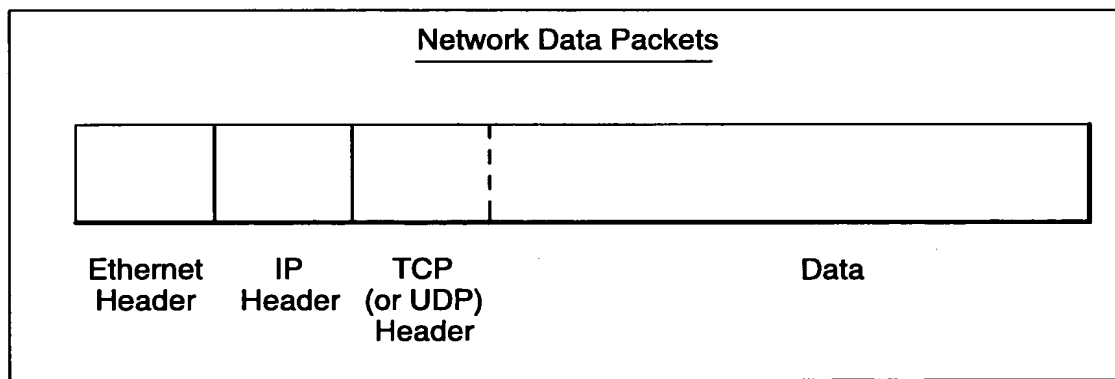 Network Data Packets
Ethernet Header
IP Header
TCP (or UDP) Header
Data